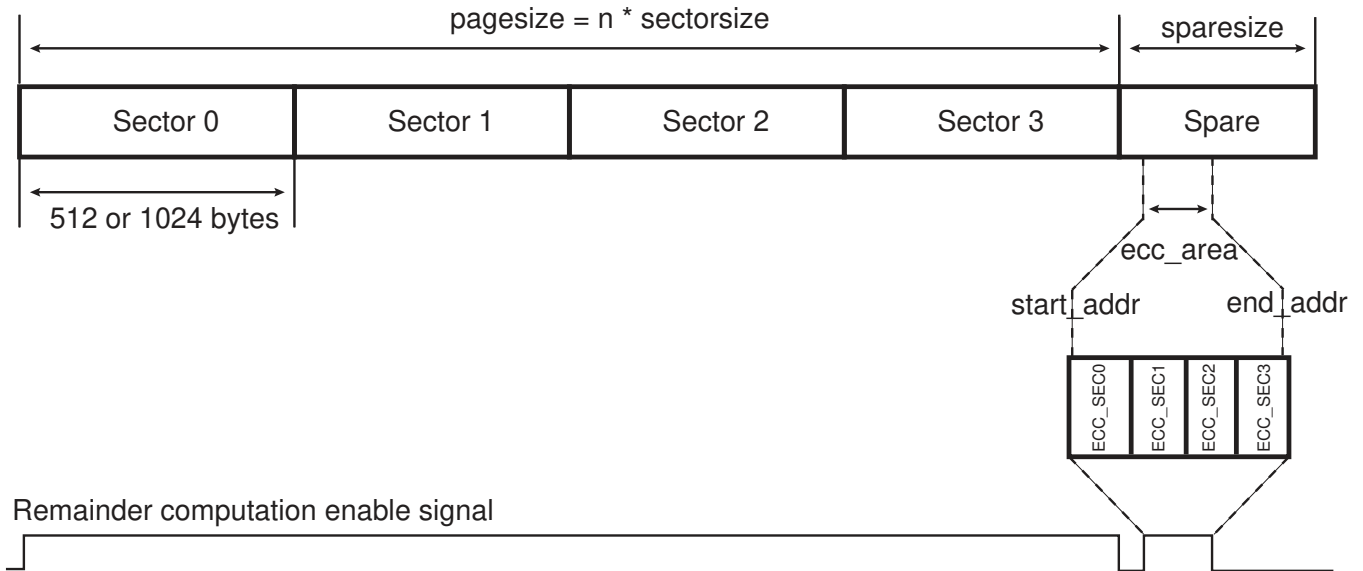 pagesize = n * sectorsize
sparesize
Sector 0
Sector 1
Sector 2
Sector 3
Spare
512 or 1024 bytes
ecc_area
start_addr
end_addr
ECC_SEC0
ECC_SEC1
ECC_SEC2
ECC_SEC3
Remainder computation enable signal